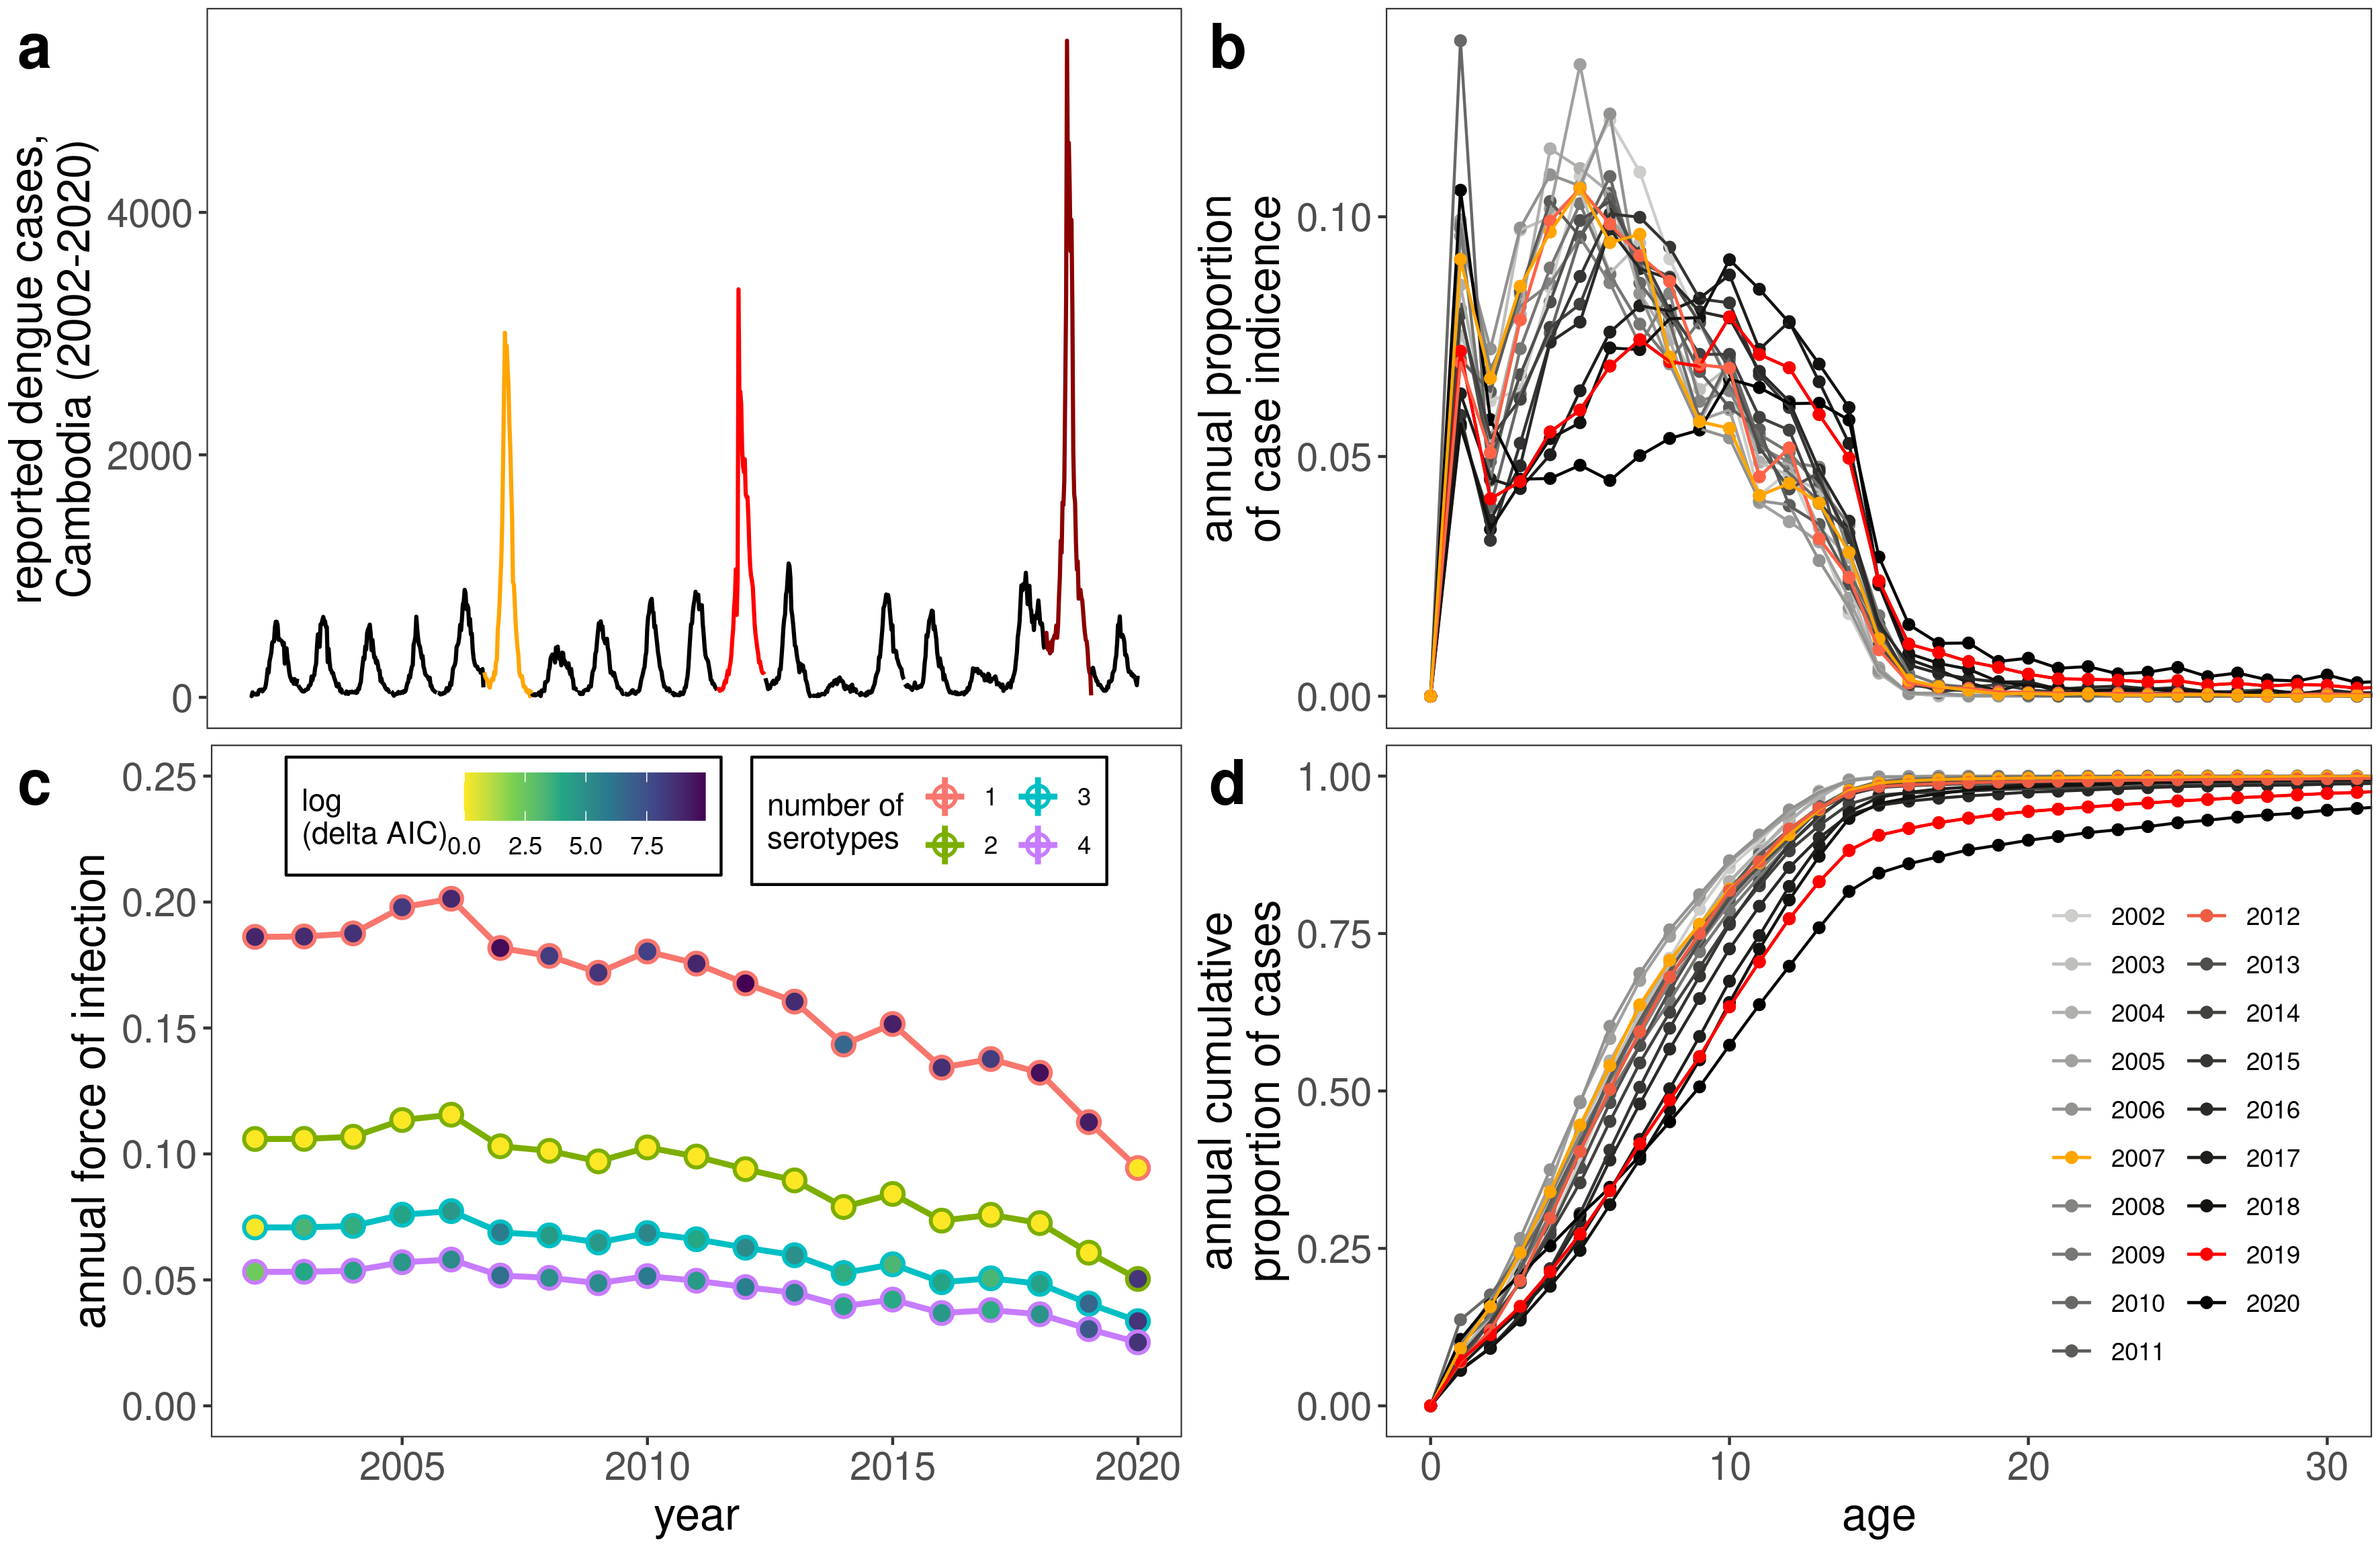 a
reported dengue cases,
Cambodia (2002-2020)
4000
2000
0
b
annual proportion
of case indicence
0.10
0.05
0.00
c
annual force of infection
0.25
0.20
0.15
0.10
0.05
0.00
log
(delta AIC)
0.0 2.5 5.0 7.5
number of
serotypes
1 3
2 4
2005 2010 2015 2020
year
d
annual cumulative
proportion of cases
1.00
0.75
0.50
0.25
0.00
2002 2012
2003 2013
2004 2014
2005 2015
2006 2016
2007 2017
2008 2018
2009 2019
2010 2020
2011
0 10 20 30
age